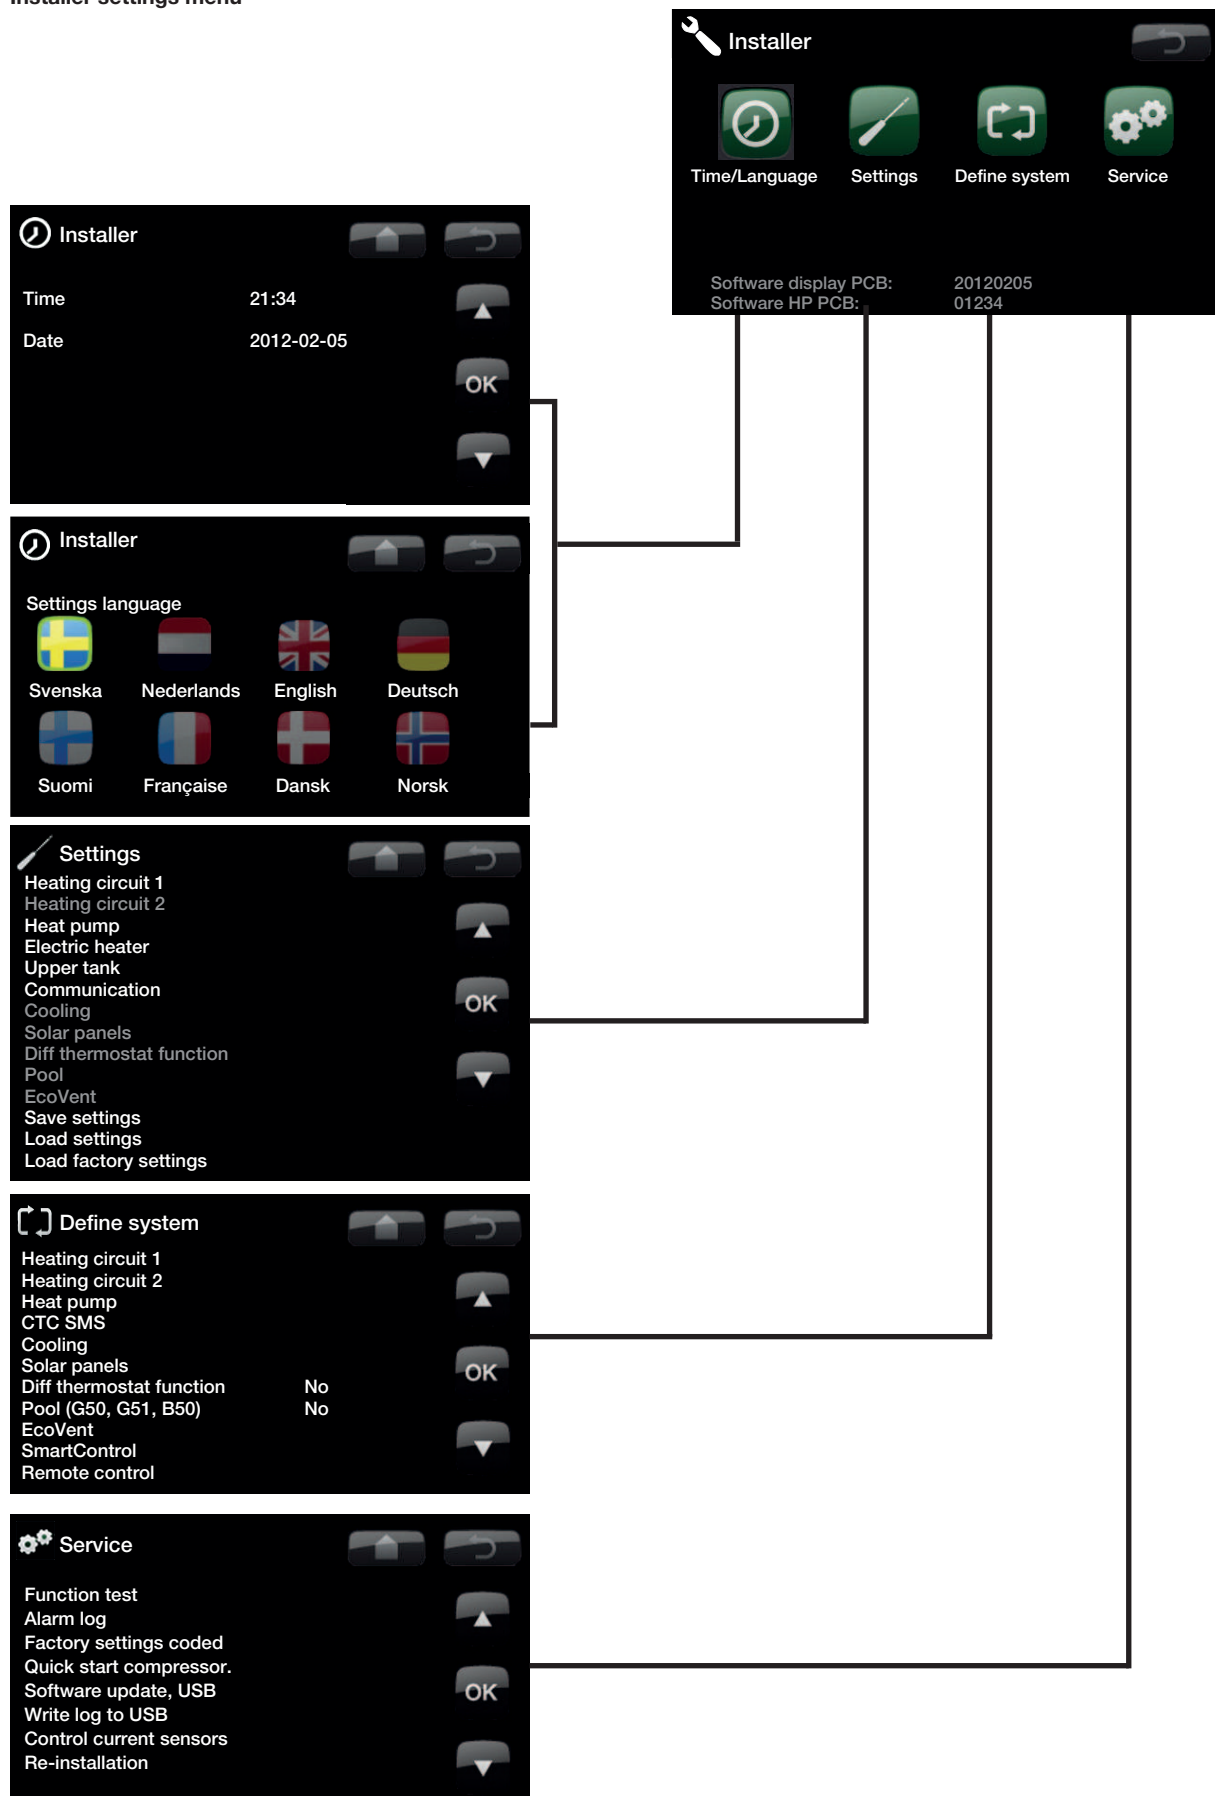 Installer settings menu
Installer
Time/Language Settings Define system Service
Software display PCB: 20120205
Software HP PCB: 01234
Installer
Time 21:34
Date 2012-02-05
OK
Installer
Settings language
Svenska Nederlands English Deutsch
Suomi Française Dansk Norsk
Settings
Heating circuit 1
Heating circuit 2
Heat pump
Electric heater
Upper tank
Communication
Cooling
OK
Solar panels
Diff thermostat function
Pool
EcoVent
Save settings
Load settings
Load factory settings
Define system
Heating circuit 1
Heating circuit 2
Heat pump
CTC SMS
Cooling
Solar panels
OK
Diff thermostat function No
Pool (G50, G51, B50) No
EcoVent
SmartControl
Remote control
Service
Function test
Alarm log
Factory settings coded
Quick start compressor.
Software update, USB
OK
Write log to USB
Control current sensors
Re-installation